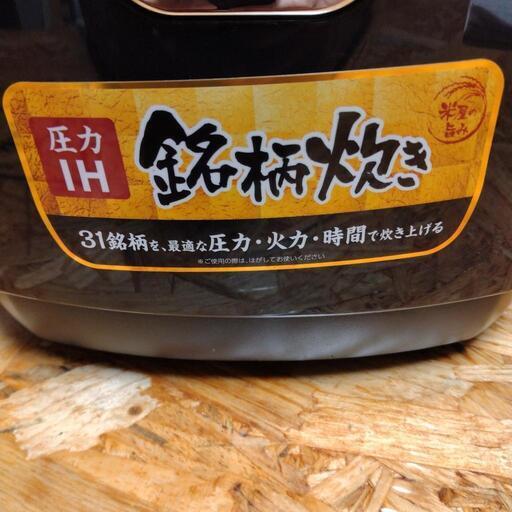 圧力
IH
銘柄炊き
米屋の
旨み
31銘柄を、最適な圧力・火力・時間で炊き上げる
※ご使用の際は、はがしてお使いください